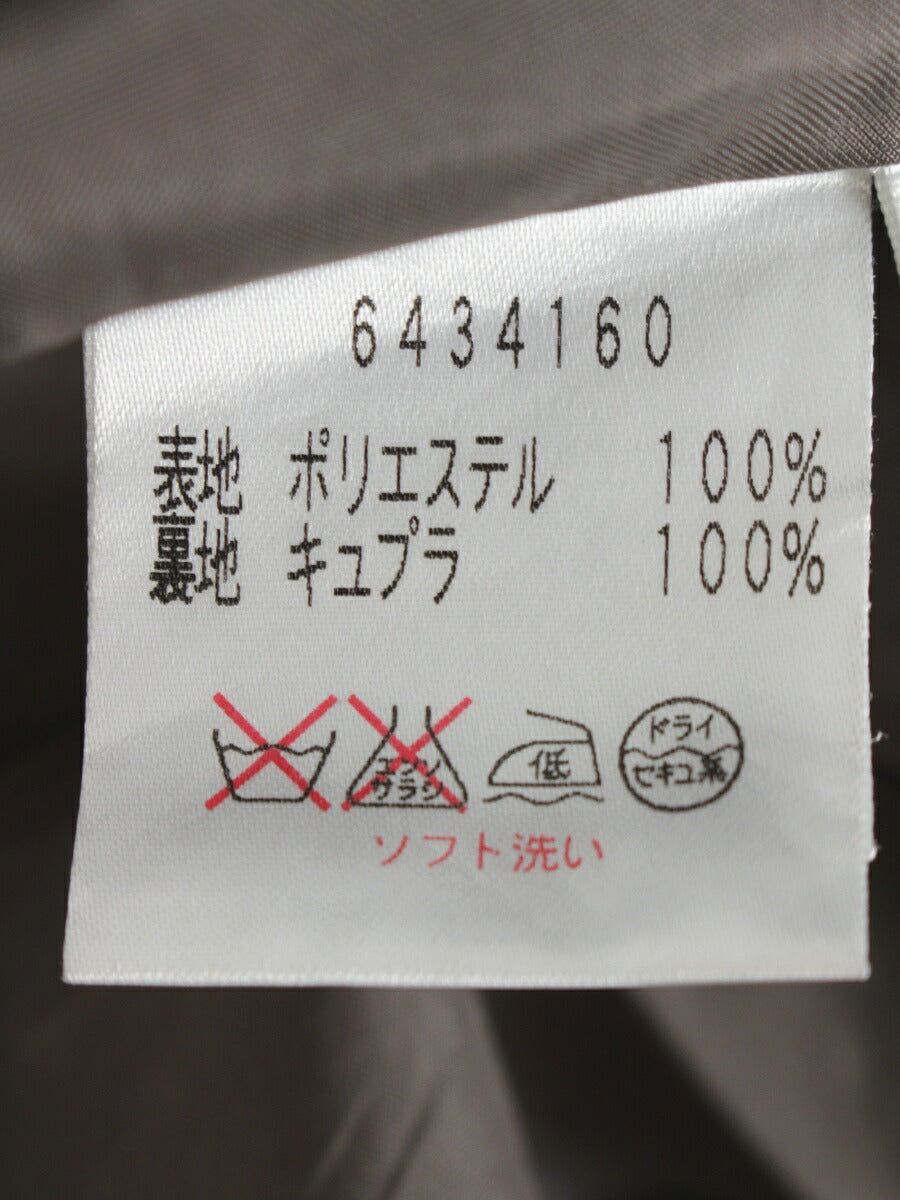 6434160
表地 ポリエステル 100%
裏地 キュプラ 100%
エンソ
サラシ
低
ドライ
セキユ系
ソフト洗い